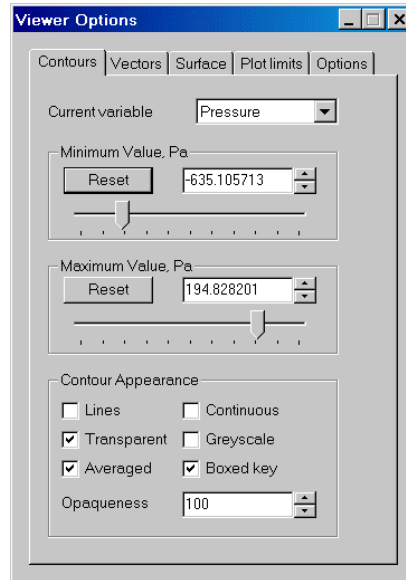 Viewer Options
Contours Vectors Surface Plot limits Options
Current variable Pressure
Minimum Value, Pa
Reset -635.105713
Maximum Value, Pa
Reset 194.828201
Contour Appearance
Lines Continuous
Transparent Greyscale
Averaged Boxed key
Opaqueness 100